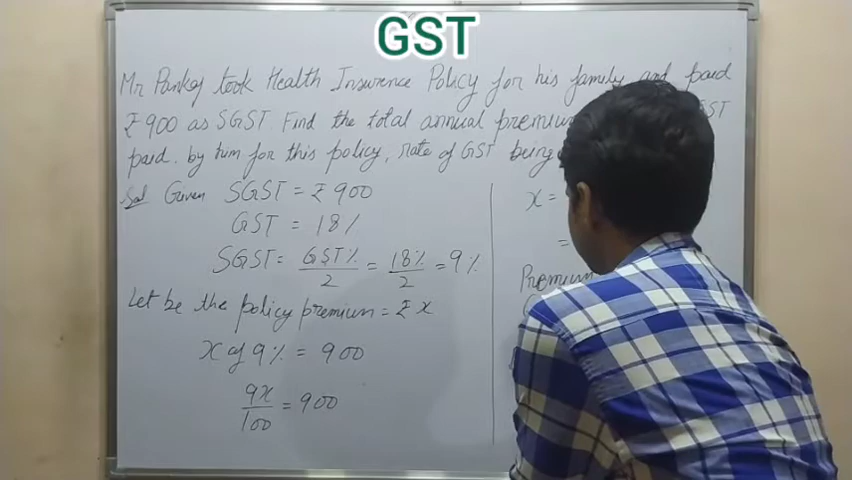 GST
Mr Pankaj took Health Insurence Policy for his family and paid
₹ 900 as SGST Find the total annual premium ST
paid. by him for this policy, rate of GST being
Sol Given SGST = ₹ 900
GST = 18%
SGST = GST%/2 = 18%/2 = 9%
Let be the policy premium = ₹ x
x of 9% = 900
9x/100 = 900
x =
=
Premium